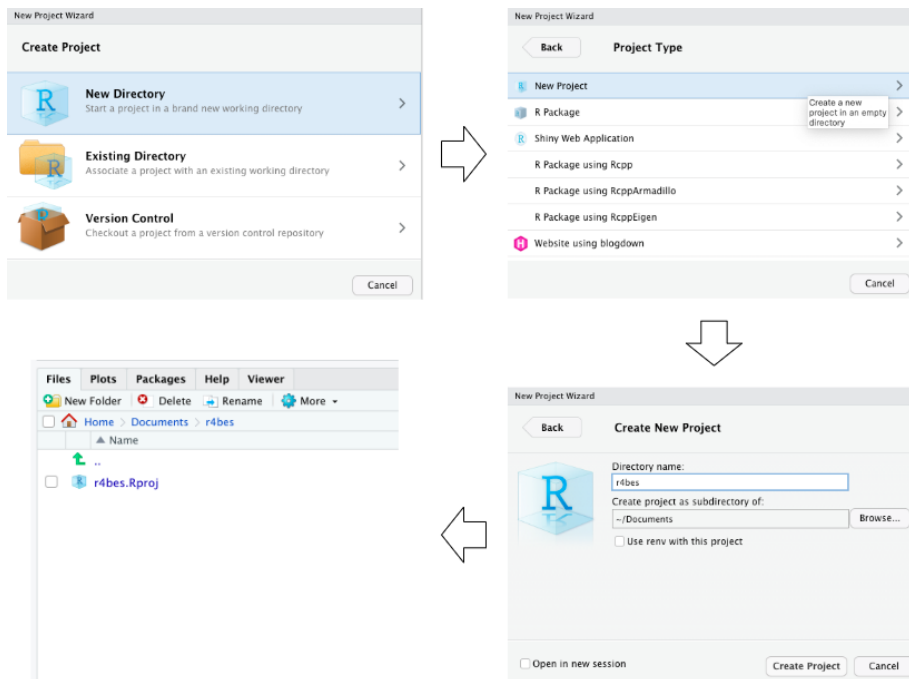 New Project Wizard
Create Project
New Directory
Start a project in a brand new working directory
Existing Directory
Associate a project with an existing working directory
Version Control
Checkout a project from a version control repository
Cancel
New Project Wizard
Back Project Type
New Project
R Package
Shiny Web Application
R Package using Rcpp
R Package using RcppArmadillo
R Package using RcppEigen
Website using blogdown
Create a new
project in an empty
directory
Cancel
New Project Wizard
Back Create New Project
R
Directory name:
r4bes
Create project as subdirectory of:
~/Documents Browse...
Use renv with this project
Open in new session Create Project Cancel
Files Plots Packages Help Viewer
New Folder Delete Rename More
Home Documents r4bes
Name
..
r4bes.Rproj